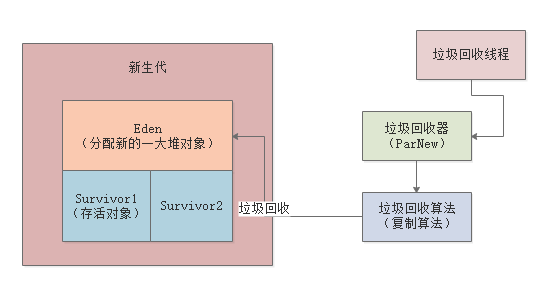 新生代
Eden
（分配新的一大堆对象）
Survivor1
（存活对象）
Survivor2
垃圾回收
垃圾回收线程
垃圾回收器
（ParNew）
垃圾回收算法
（复制算法）